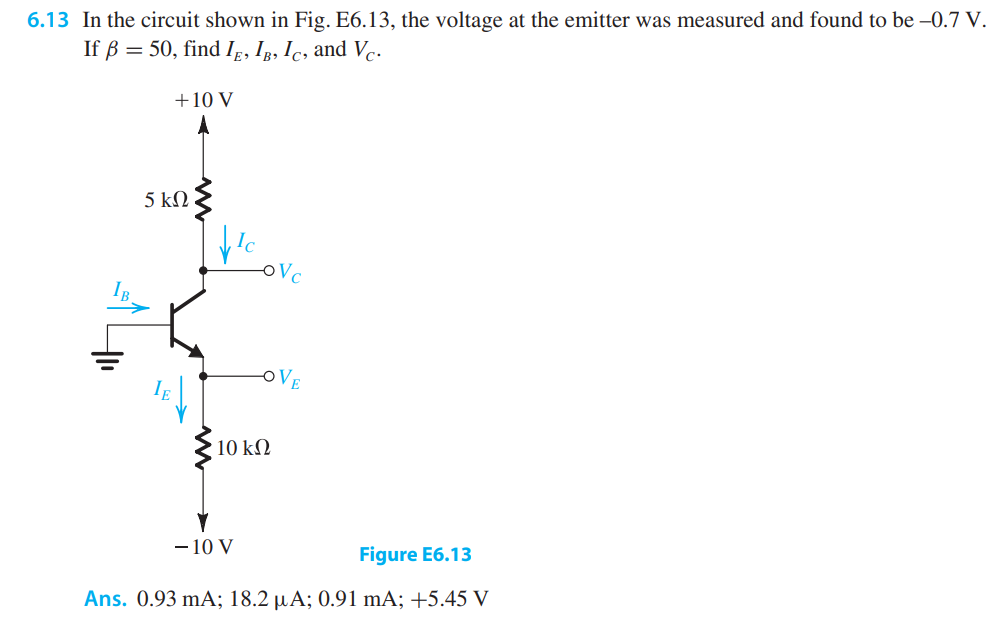 6.13 In the circuit shown in Fig. E6.13, the voltage at the emitter was measured and found to be –0.7 V.
If β = 50, find I_E, I_B, I_C, and V_C.
+10 V
5 kΩ
I_C
V_C
I_B
V_E
I_E
10 kΩ
−10 V
Figure E6.13
Ans. 0.93 mA; 18.2 μA; 0.91 mA; +5.45 V